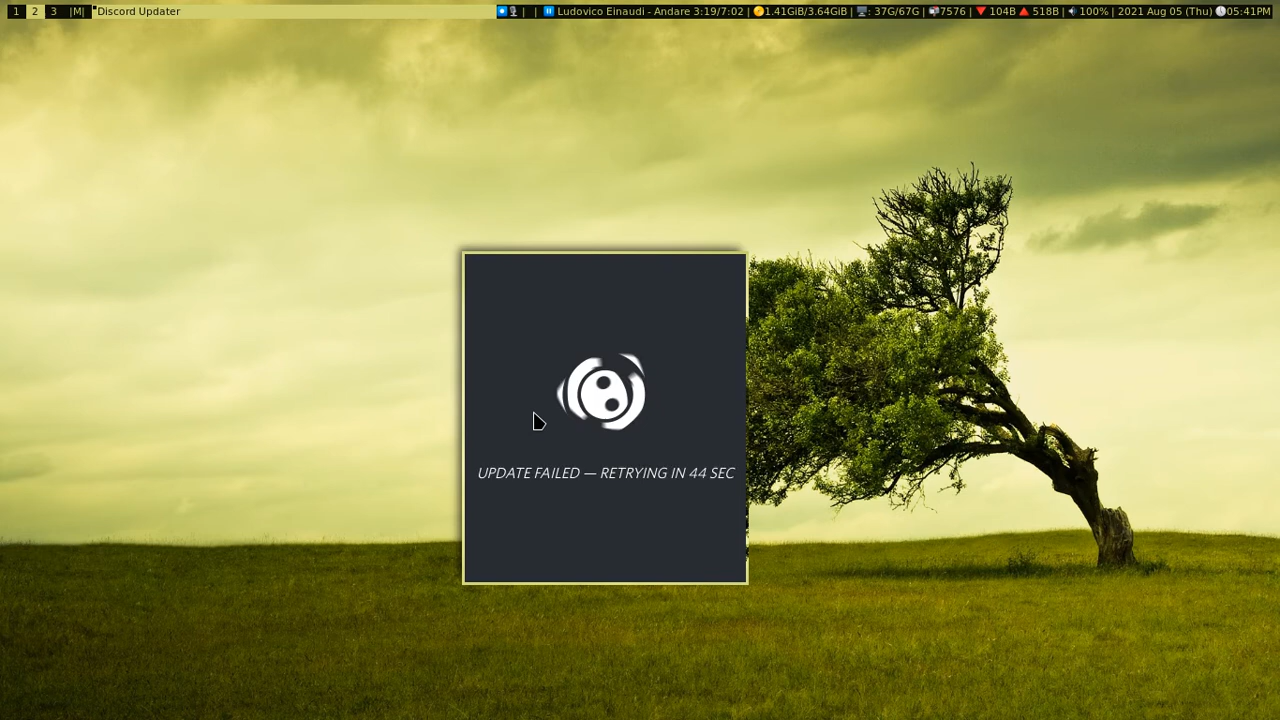 1 2 3 |M| Discord Updater | | Ludovico Einaudi - Andare 3:19/7:02 | 1.41GiB/3.64GiB | : 37G/67G | 7576 | 104B 518B | 100% | 2021 Aug 05 (Thu) 05:41PM
UPDATE FAILED — RETRYING IN 44 SEC